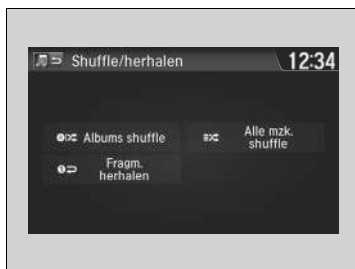 Shuffle/herhalen
12:34
Albums shuffle
Alle mzk.
shuffle
Fragm.
herhalen